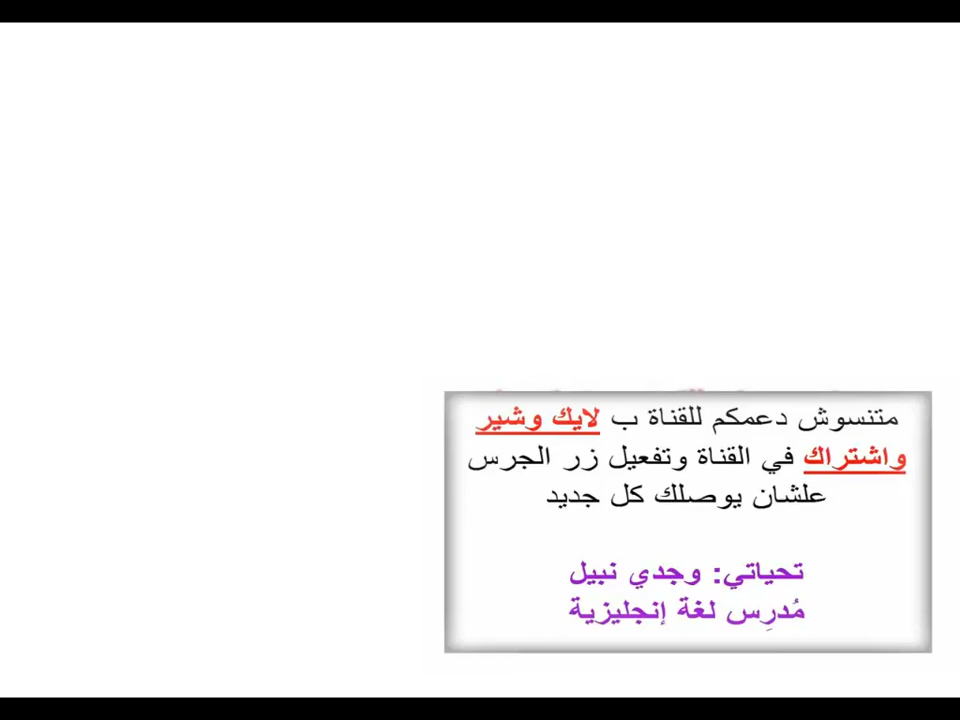 متنسوش دعمكم للقناة ب لايك وشير
واشتراك في القناة وتفعيل زر الجرس
علشان يوصلك كل جديد
تحياتي: وجدي نبيل
مُدرِس لغة إنجليزية